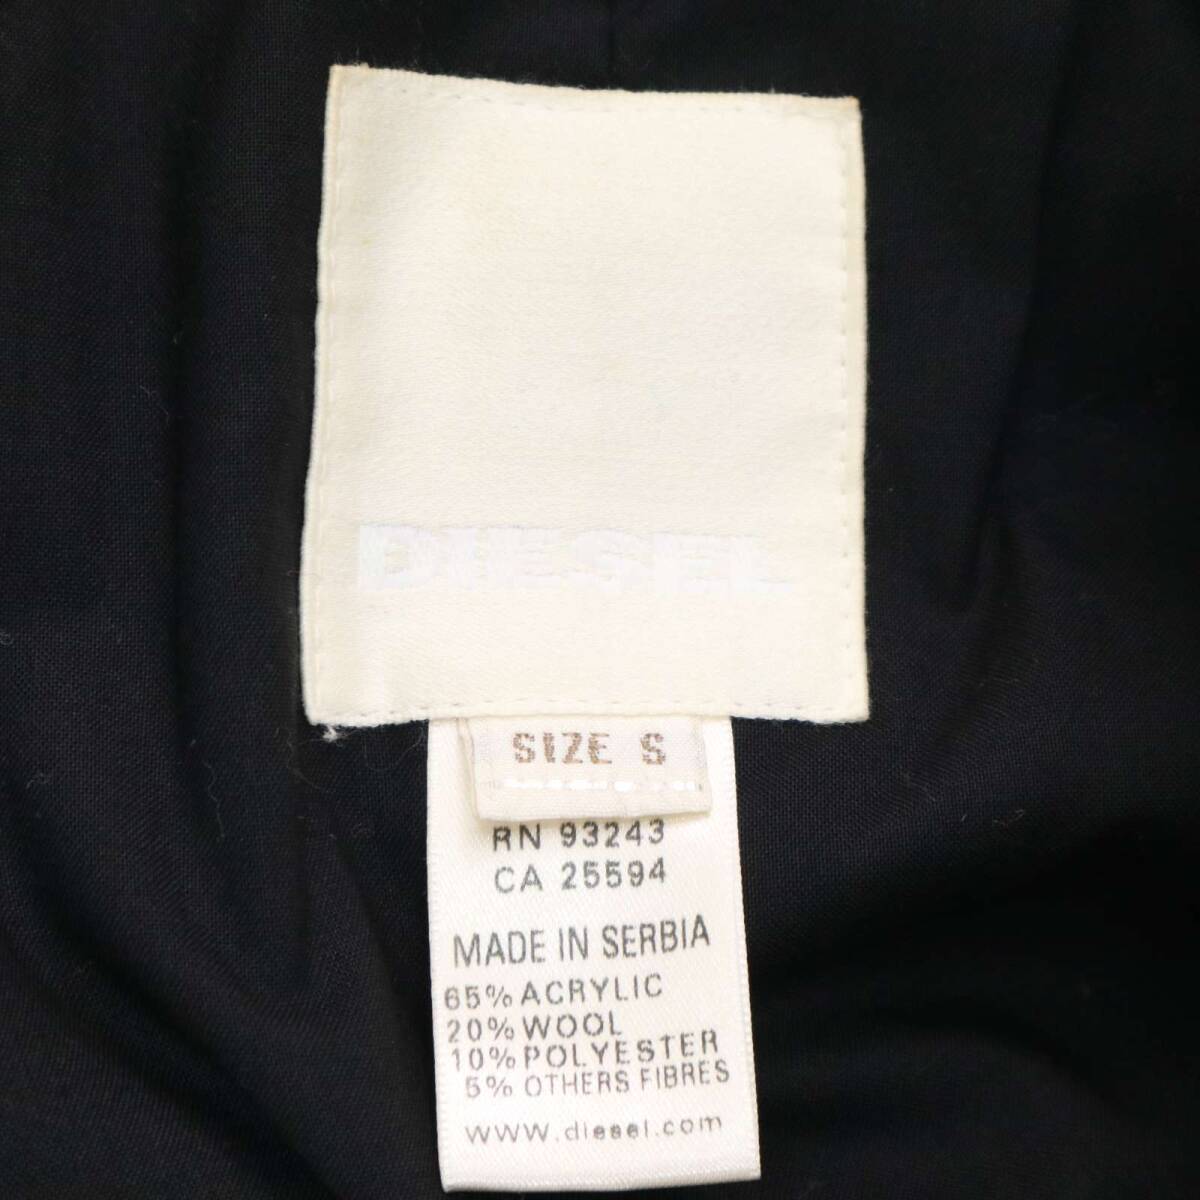 DIESEL
SIZE S
RN 93243
CA 25594
MADE IN SERBIA
65% ACRYLIC
20% WOOL
10% POLYESTER
5% OTHERS FIBRES
www.diesel.com